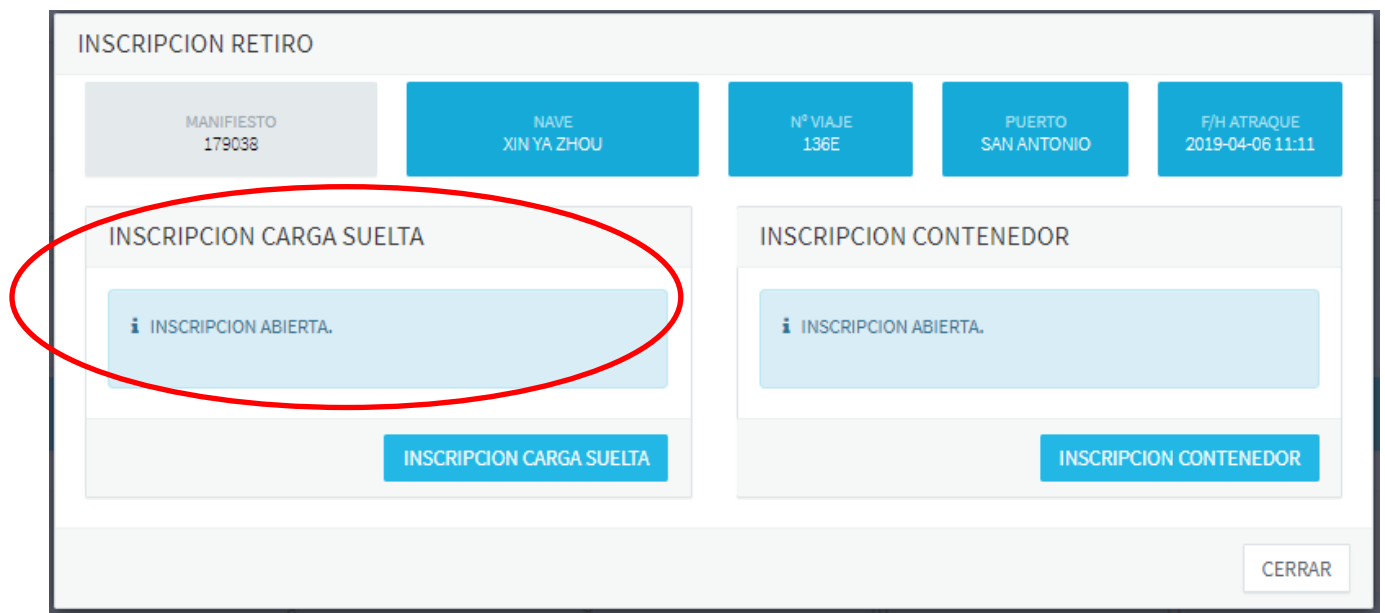 INSCRIPCION RETIRO
MANIFIESTO
179038
NAVE
XIN YA ZHOU
Nº VIAJE
136E
PUERTO
SAN ANTONIO
F/H ATRAQUE
2019-04-06 11:11
INSCRIPCION CARGA SUELTA
i INSCRIPCION ABIERTA.
INSCRIPCION CARGA SUELTA
INSCRIPCION CONTENEDOR
i INSCRIPCION ABIERTA.
INSCRIPCION CONTENEDOR
CERRAR